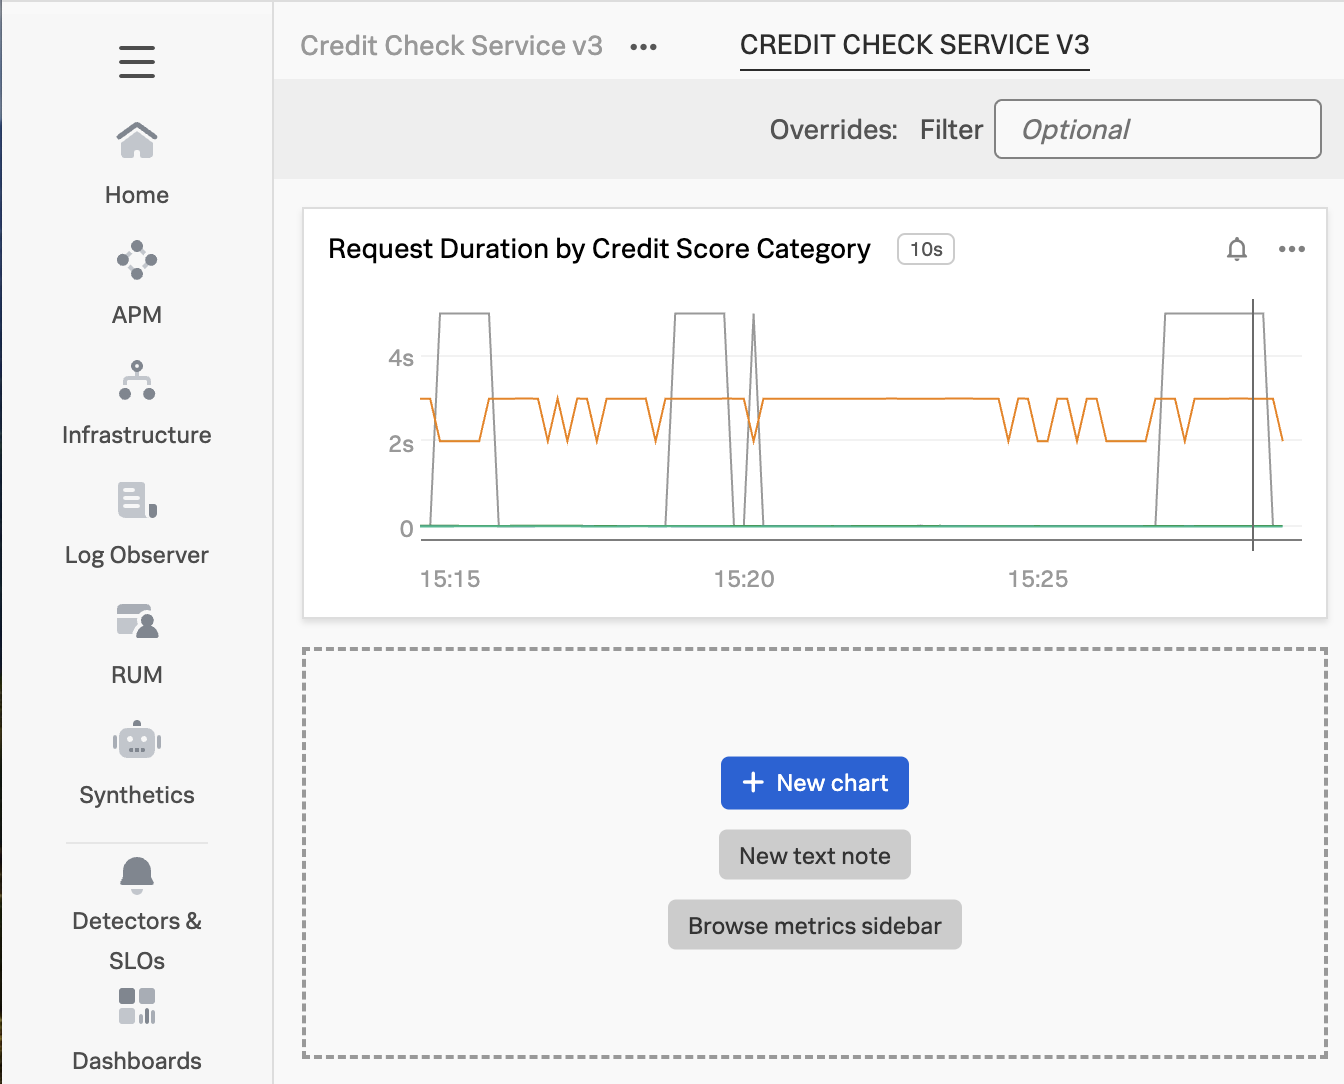 Credit Check Service v3 •••
CREDIT CHECK SERVICE V3
Overrides: Filter Optional
Home
APM
Infrastructure
Log Observer
RUM
Synthetics
Detectors &
SLOs
Dashboards
Request Duration by Credit Score Category 10s
4s
2s
0
15:15 15:20 15:25
+ New chart
New text note
Browse metrics sidebar